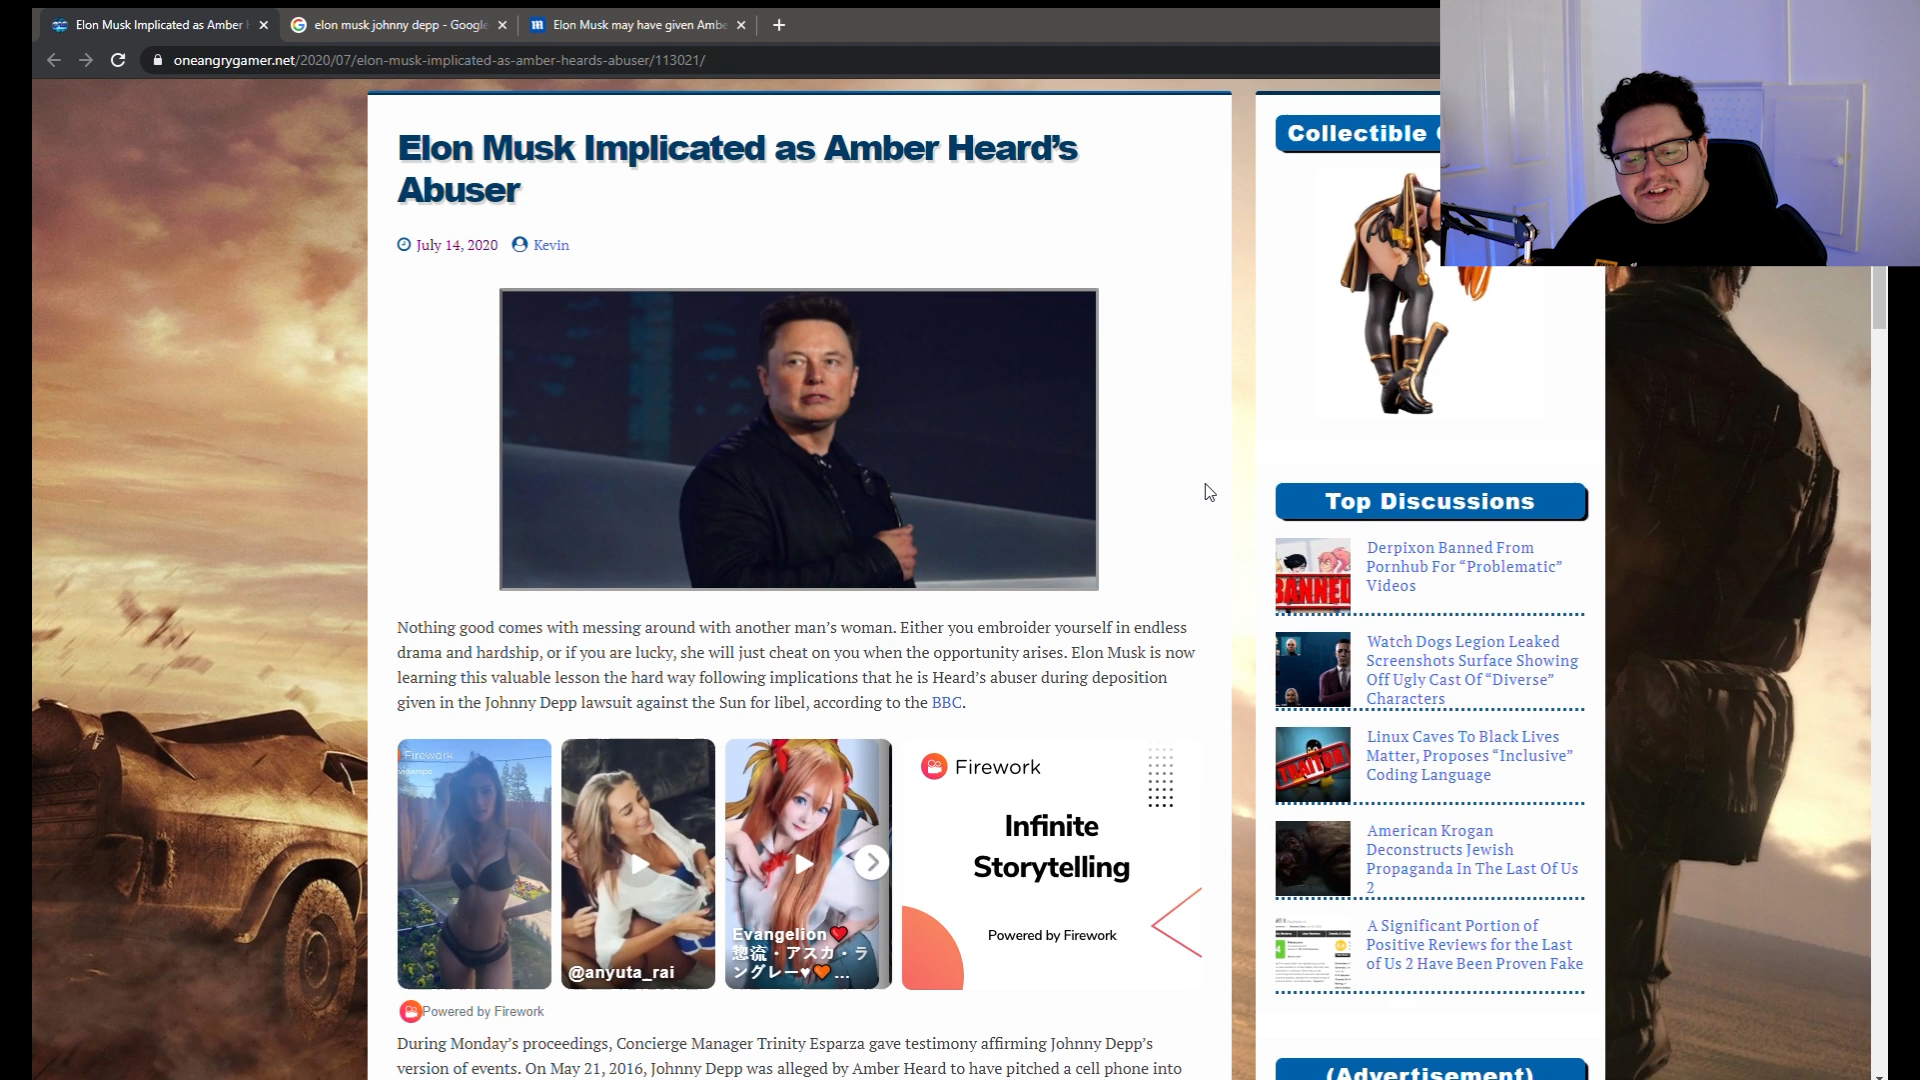 Elon Musk Implicated as Amber
elon musk johnny depp - Google
Elon Musk may have given Ambe
oneangrygamer.net/2020/07/elon-musk-implicated-as-amber-heards-abuser/113021/
Elon Musk Implicated as Amber Heard's
Abuser
July 14, 2020 Kevin
Nothing good comes with messing around with another man's woman. Either you embroider yourself in endless
drama and hardship, or if you are lucky, she will just cheat on you when the opportunity arises. Elon Musk is now
learning this valuable lesson the hard way following implications that he is Heard's abuser during deposition
given in the Johnny Depp lawsuit against the Sun for libel, according to the BBC.
Firework
@anyuta_rai
Evangelion❤
惣流・アスカ・ラ
ングレー♥🧡...
Firework
Infinite
Storytelling
Powered by Firework
Powered by Firework
During Monday's proceedings, Concierge Manager Trinity Esparza gave testimony affirming Johnny Depp's
version of events. On May 21, 2016, Johnny Depp was alleged by Amber Heard to have pitched a cell phone into
Collectible
Top Discussions
BANNED
Derpixon Banned From
Pornhub For “Problematic”
Videos
Watch Dogs Legion Leaked
Screenshots Surface Showing
Off Ugly Cast Of “Diverse”
Characters
TRAITOR
Linux Caves To Black Lives
Matter, Proposes “Inclusive”
Coding Language
American Krogan
Deconstructs Jewish
Propaganda In The Last Of Us
2
A Significant Portion of
Positive Reviews for the Last
of Us 2 Have Been Proven Fake
(Advertisement)